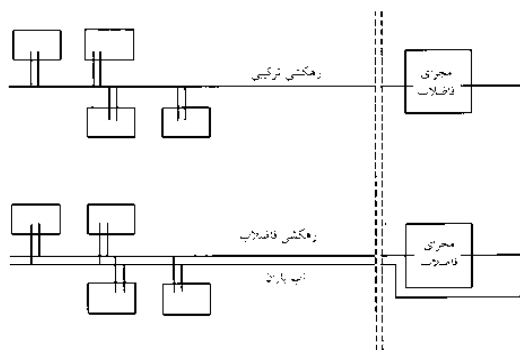 زهکشی ترکیبی
مجرای
فاضلاب
زهکشی فاضلاب
آب باران
مجرای
فاضلاب